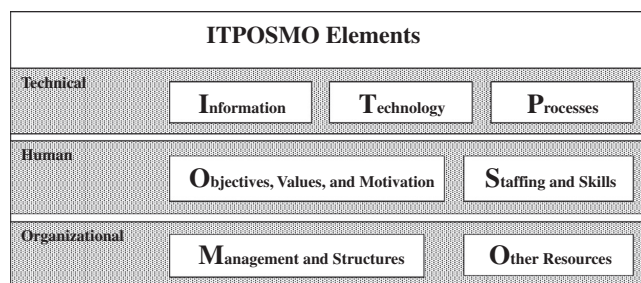 ITPOSMO Elements
Technical
Information
Technology
Processes
Human
Objectives, Values, and Motivation
Staffing and Skills
Organizational
Management and Structures
Other Resources